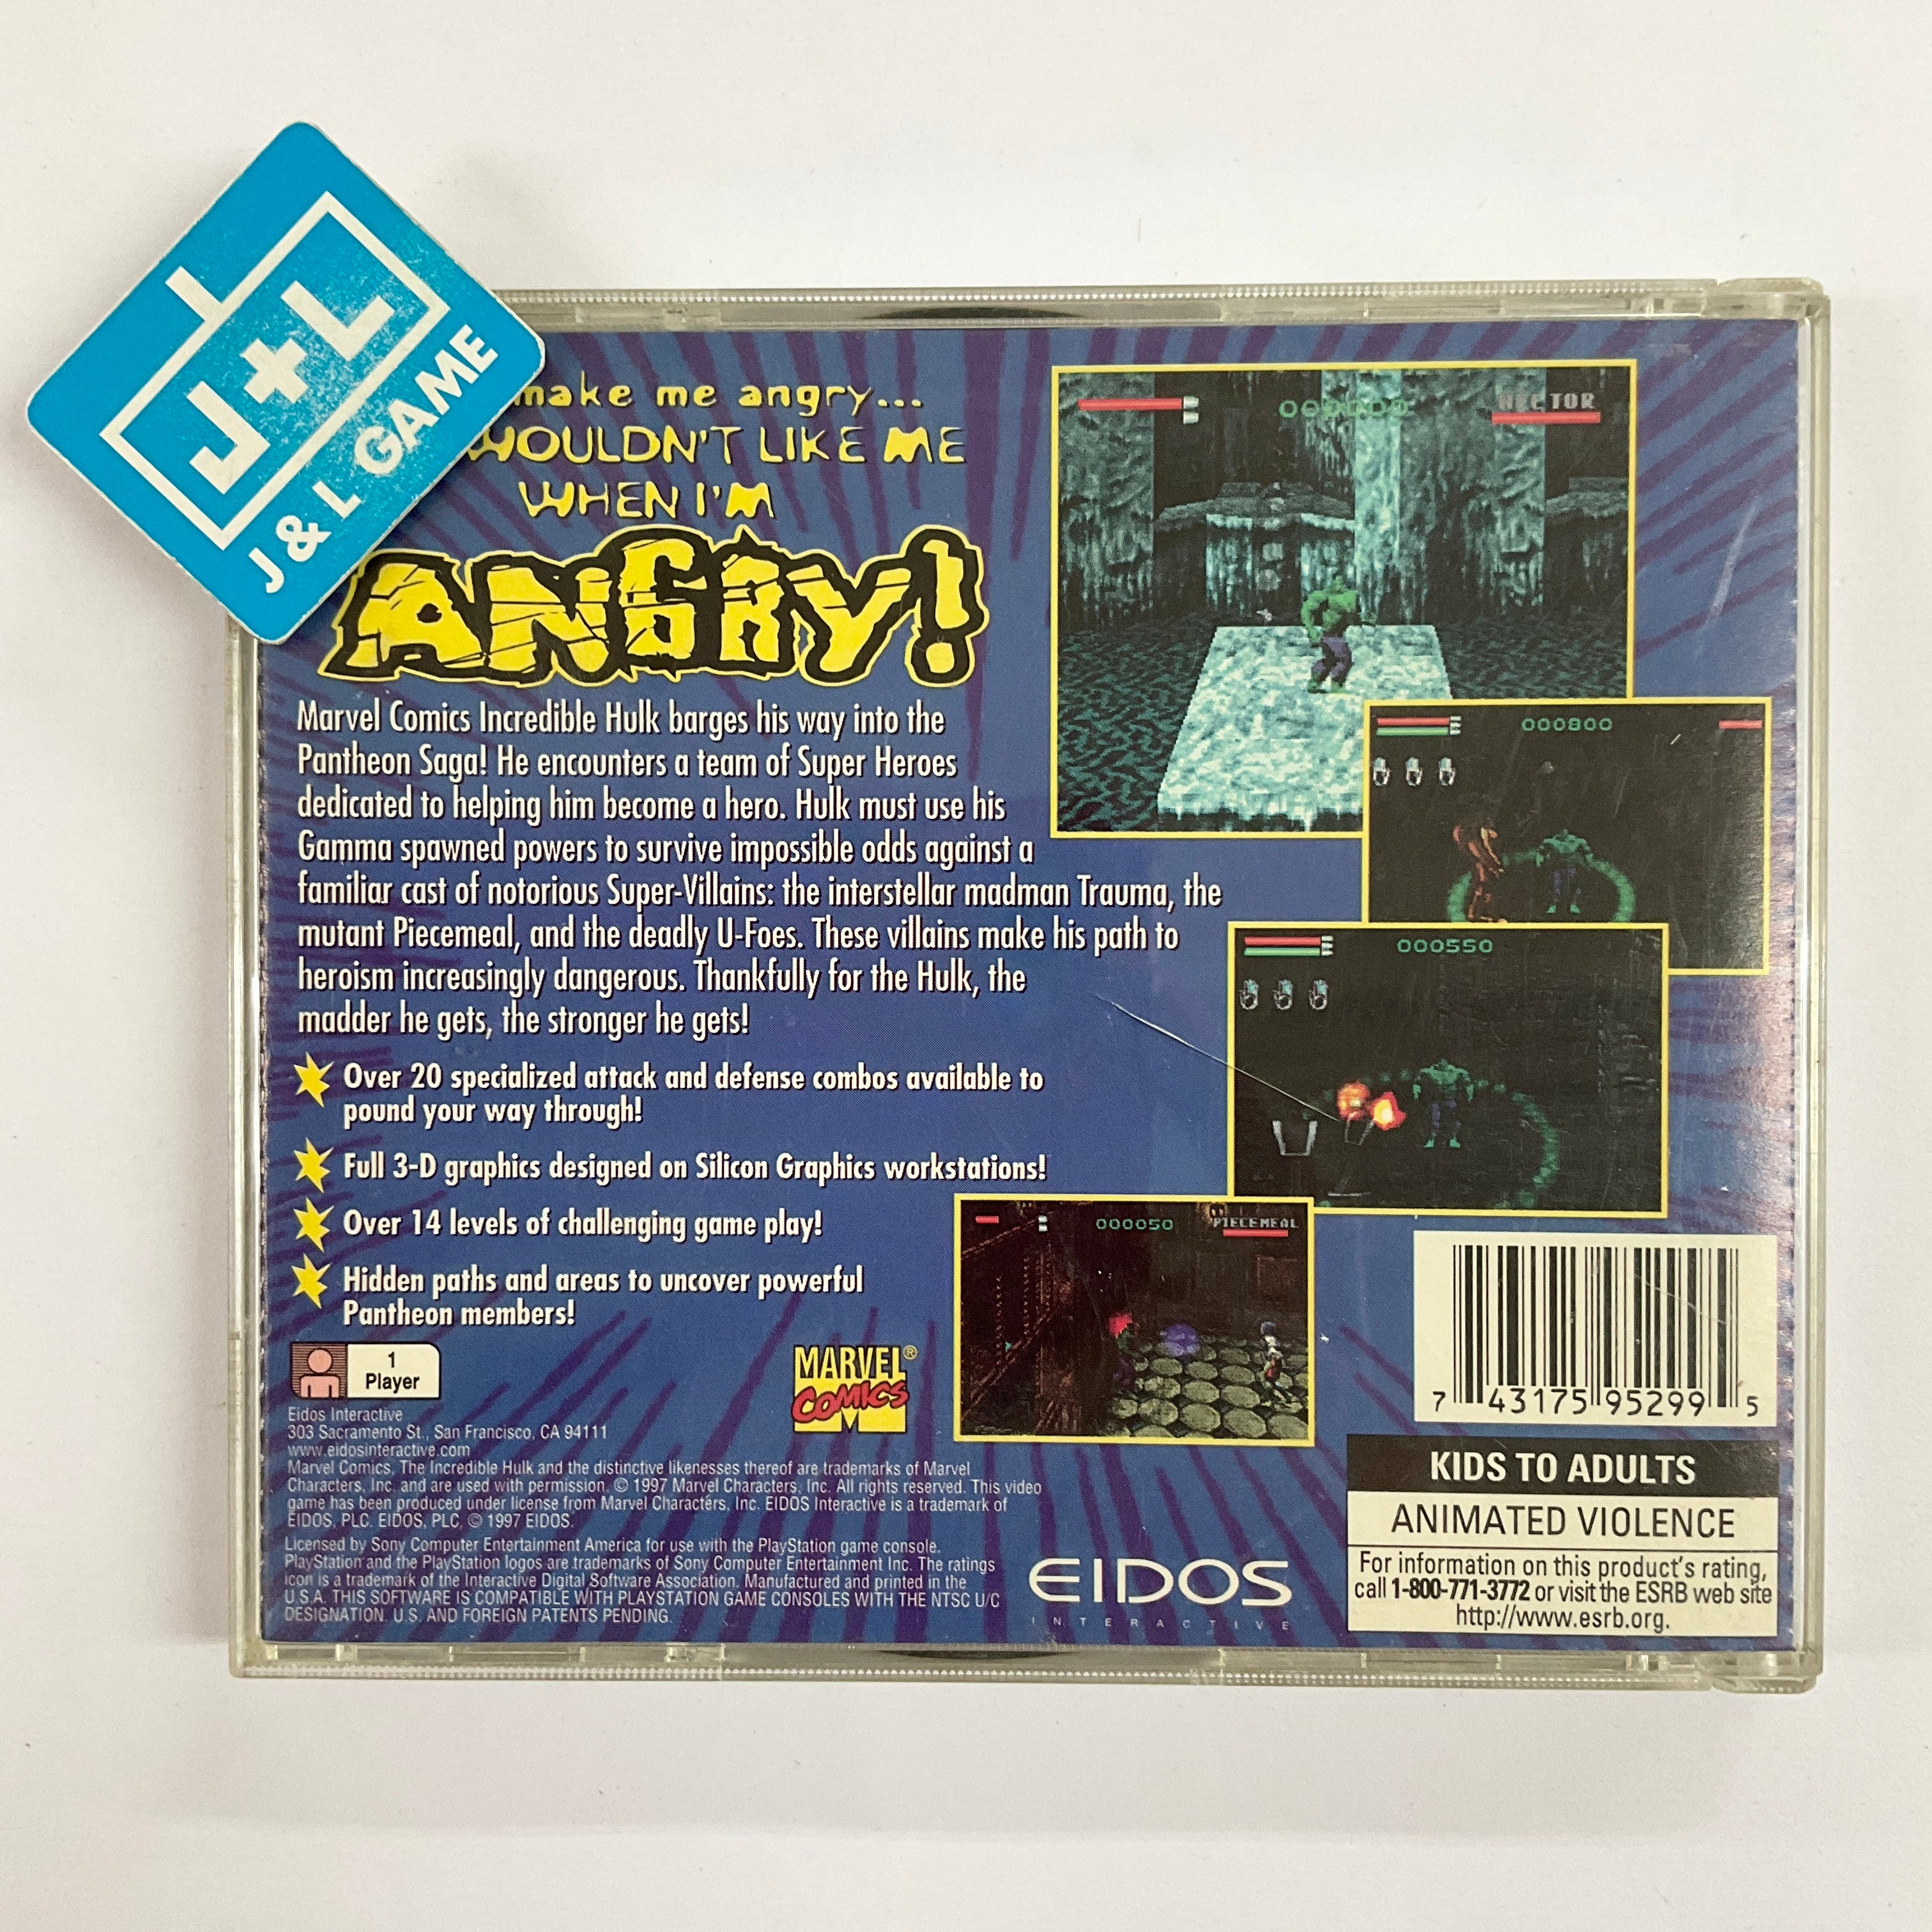 J+L
J & L GAME
make me angry...
WOULDN'T LIKE ME
WHEN I'M
ANGRY!
Marvel Comics Incredible Hulk barges his way into the
Pantheon Saga! He encounters a team of Super Heroes
dedicated to helping him become a hero. Hulk must use his
Gamma spawned powers to survive impossible odds against a
familiar cast of notorious Super-Villains: the interstellar madman Trauma, the
mutant Piecemeal, and the deadly U-Foes. These villains make his path to
heroism increasingly dangerous. Thankfully for the Hulk, the
madder he gets, the stronger he gets!
Over 20 specialized attack and defense combos available to
pound your way through!
Full 3-D graphics designed on Silicon Graphics workstations!
Over 14 levels of challenging game play!
Hidden paths and areas to uncover powerful
Pantheon members!
1
Player
MARVEL®
COMICS
Eidos Interactive
303 Sacramento St., San Francisco, CA 94111
www.eidosinteractive.com
Marvel Comics, The Incredible Hulk and the distinctive likenesses thereof are trademarks of Marvel
Characters, Inc. and are used with permission. © 1997 Marvel Characters, Inc. All rights reserved. This video
game has been produced under license from Marvel Characters, Inc. EIDOS Interactive is a trademark of
EIDOS, PLC. EIDOS, PLC, © 1997 EIDOS.
Licensed by Sony Computer Entertainment America for use with the PlayStation game console.
PlayStation and the PlayStation logos are trademarks of Sony Computer Entertainment Inc. The ratings
icon is a trademark of the Interactive Digital Software Association. Manufactured and printed in the
U.S.A. THIS SOFTWARE IS COMPATIBLE WITH PLAYSTATION GAME CONSOLES WITH THE NTSC U/C
DESIGNATION. U.S. AND FOREIGN PATENTS PENDING.
EIDOS
INTERACTIVE
000000
VECTOR
000800
000550
000050
PIECEMEAL
7 43175 95299 5
KIDS TO ADULTS
ANIMATED VIOLENCE
For information on this product's rating,
call 1-800-771-3772 or visit the ESRB web site
http://www.esrb.org.